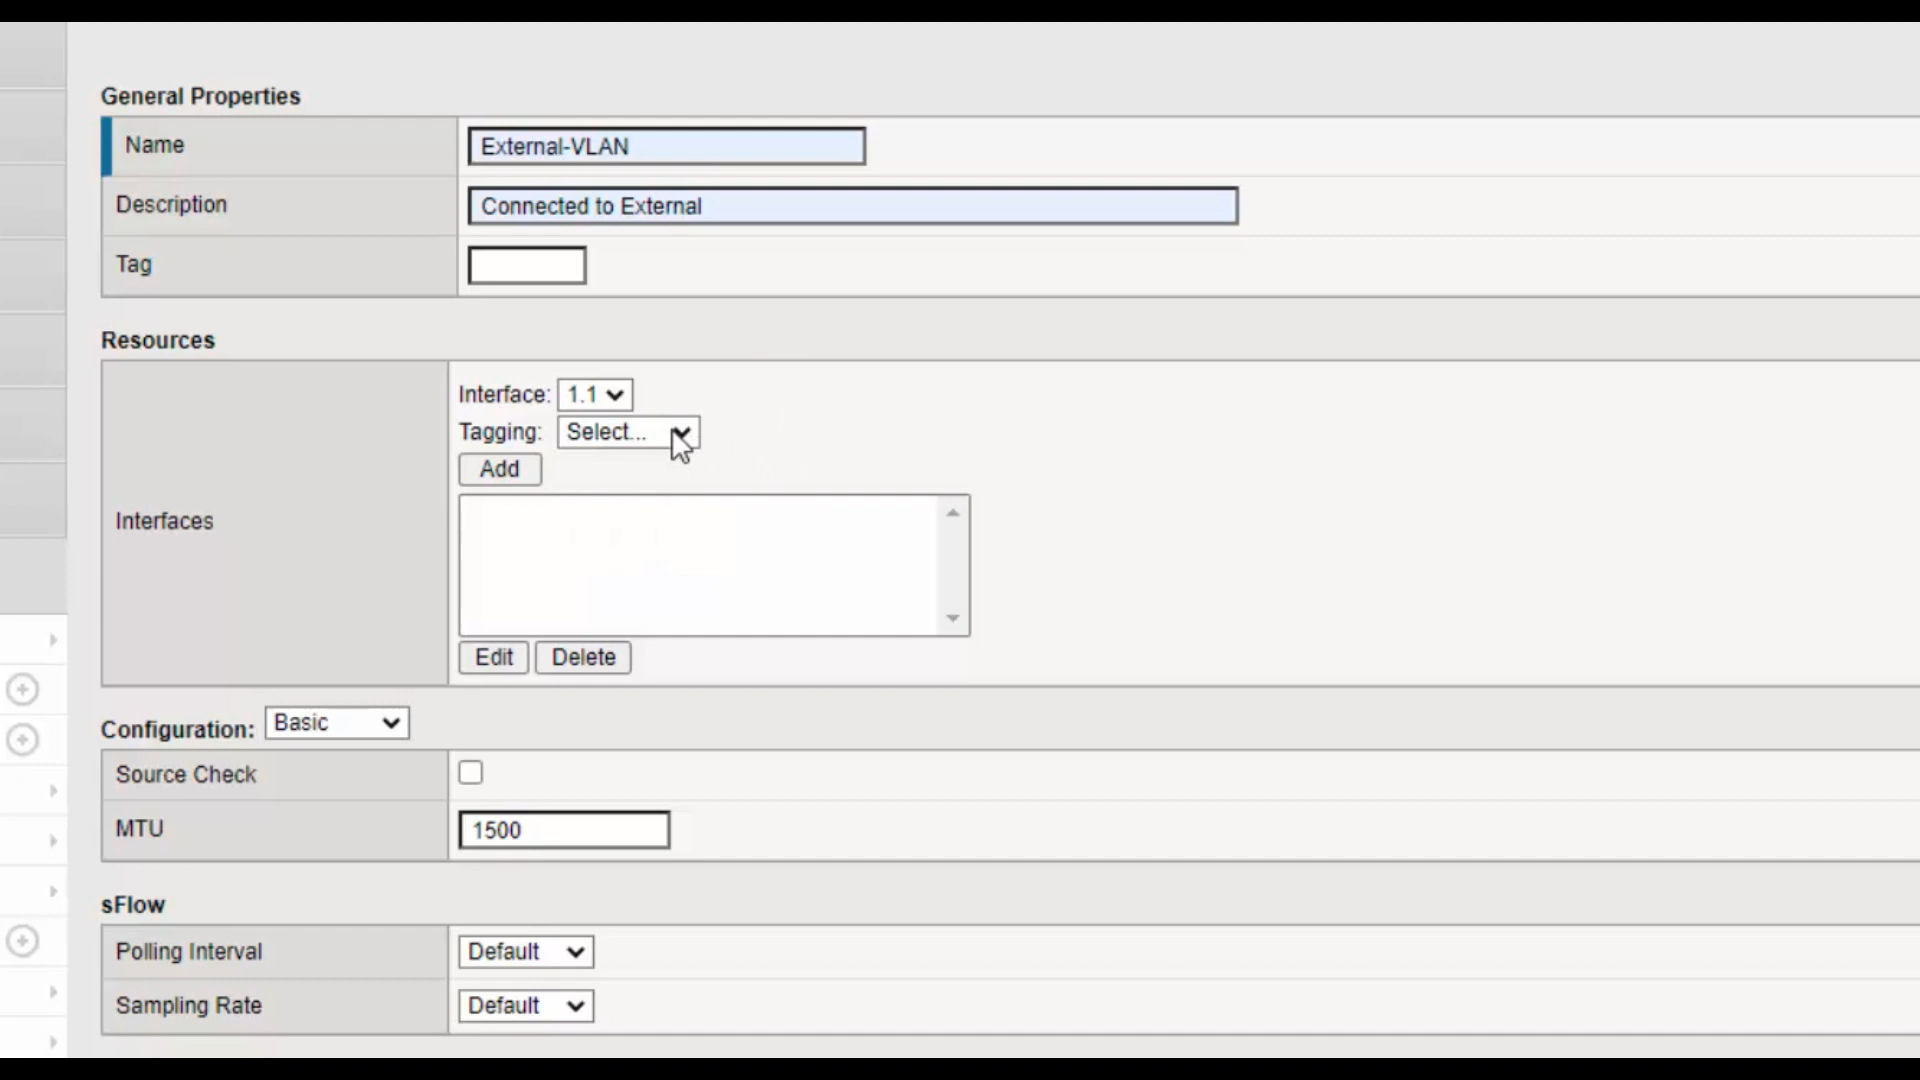 General Properties
Name External-VLAN
Description Connected to External
Tag
Resources
Interfaces
Interface: 1.1
Tagging: Select...
Add
Edit Delete
Configuration: Basic
Source Check
MTU 1500
sFlow
Polling Interval Default
Sampling Rate Default